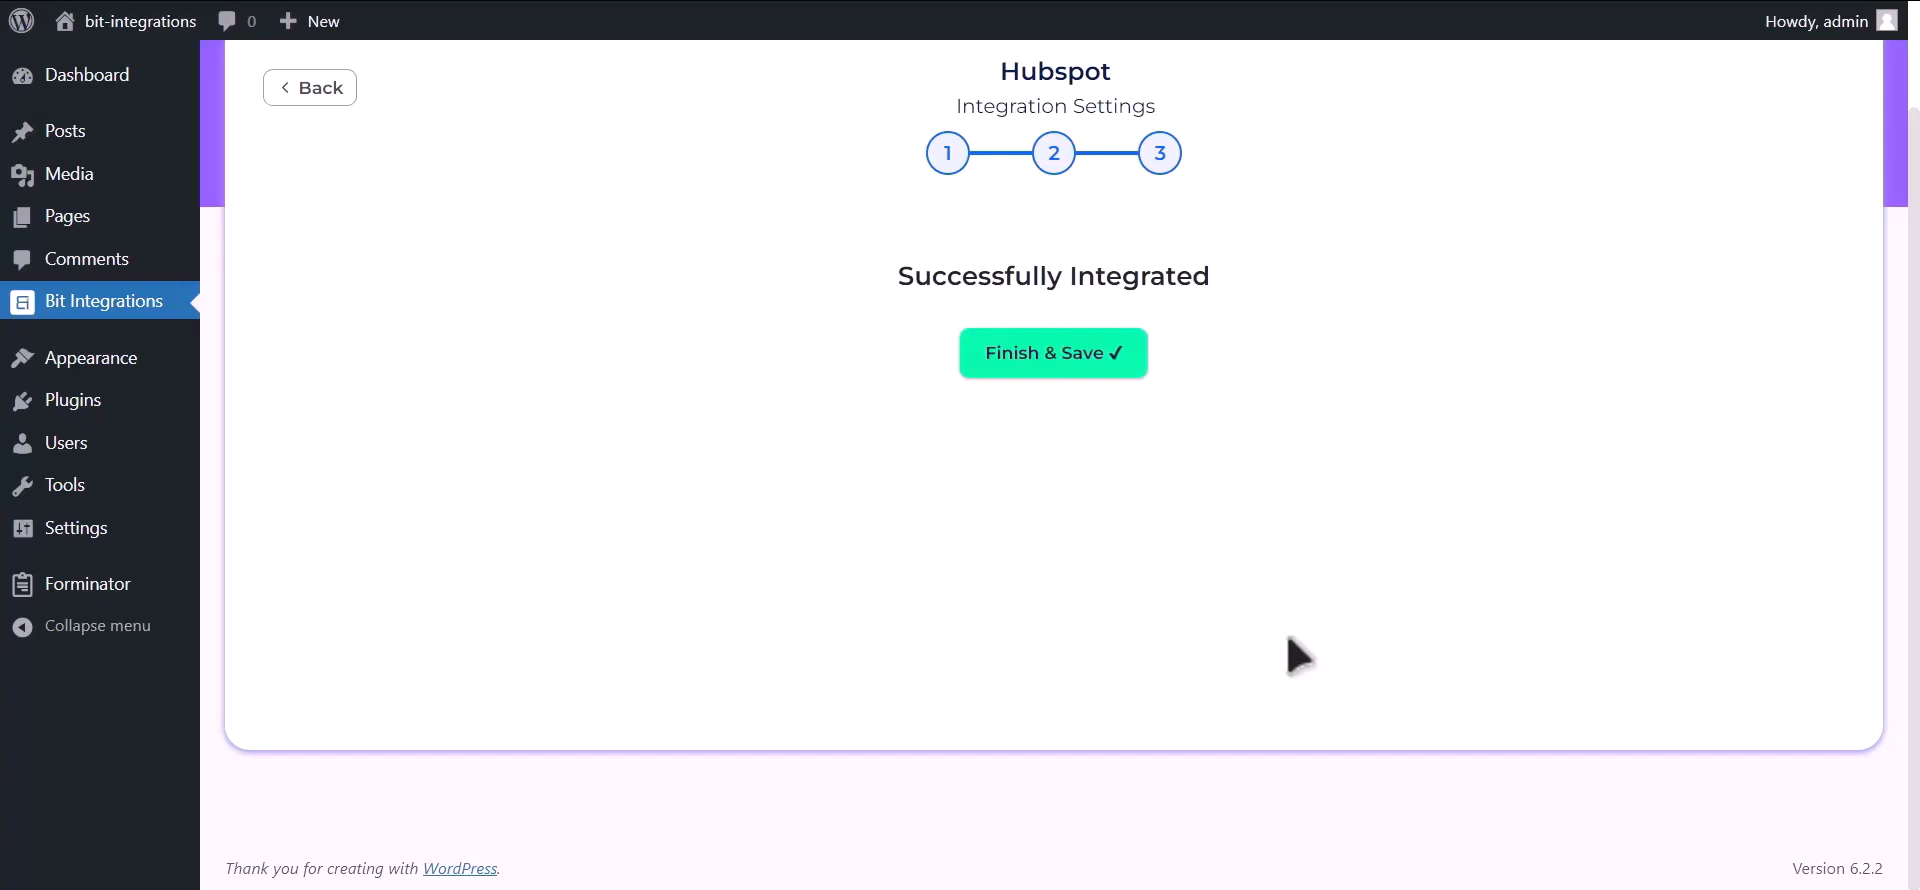 bit-integrations
0
New
Howdy, admin
Dashboard
Posts
Media
Pages
Comments
Bit Integrations
Appearance
Plugins
Users
Tools
Settings
Forminator
Collapse menu
Back
Hubspot
Integration Settings
1
2
3
Successfully Integrated
Finish & Save ✓
Thank you for creating with WordPress.
Version 6.2.2